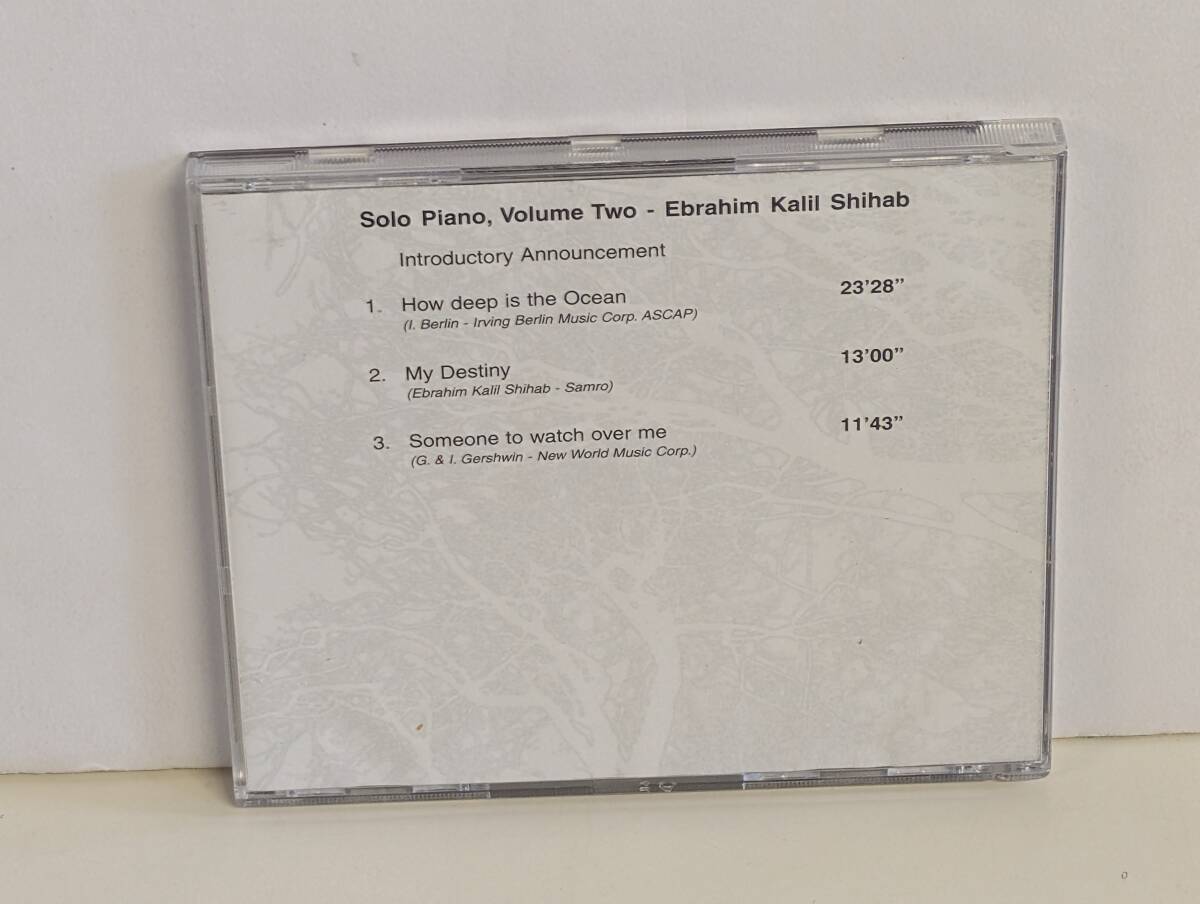 Solo Piano, Volume Two - Ebrahim Kalil Shihab
Introductory Announcement
1. How deep is the Ocean 23'28”
(I. Berlin - Irving Berlin Music Corp. ASCAP)
2. My Destiny 13'00”
(Ebrahim Kalil Shihab - Samro)
3. Someone to watch over me 11'43”
(G. & I. Gershwin - New World Music Corp.)